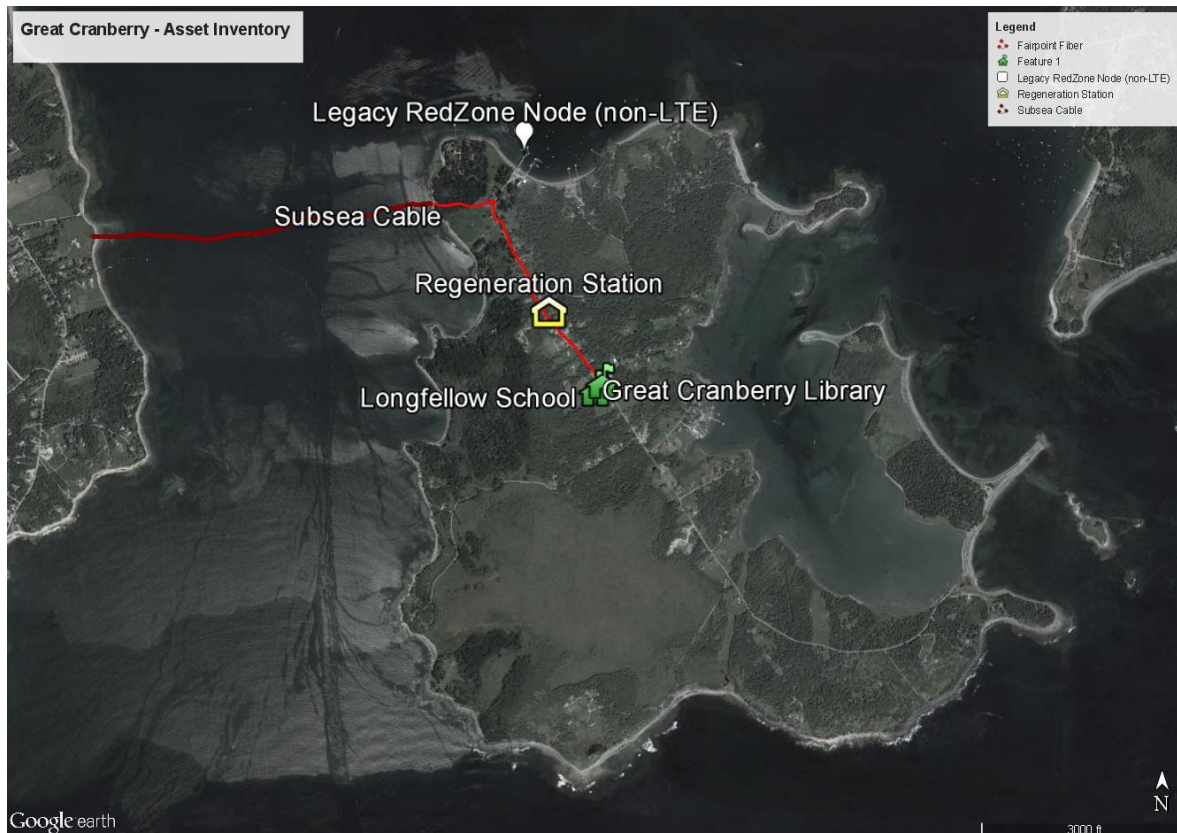 Great Cranberry - Asset Inventory
Legend
Fairpoint Fiber
Feature 1
Legacy RedZone Node (non-LTE)
Regeneration Station
Subsea Cable
Legacy RedZone Node (non-LTE)
Subsea Cable
Regeneration Station
Longfellow School
Great Cranberry Library
Google earth
N
3000 ft